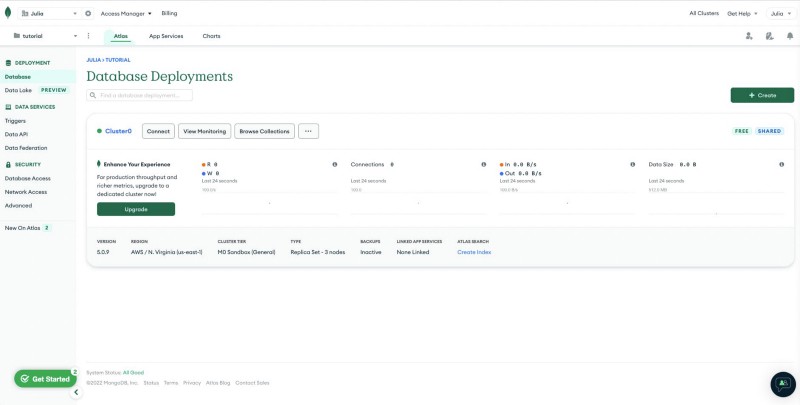 Julia
Access Manager
Billing
All Clusters
Get Help
Julia
tutorial
Atlas
App Services
Charts
DEPLOYMENT
Database
Data Lake PREVIEW
DATA SERVICES
Triggers
Data API
Data Federation
SECURITY
Database Access
Network Access
Advanced
New On Atlas 2
JULIA > TUTORIAL
Database Deployments
Find a database deployment...
+ Create
Cluster0
Connect
View Monitoring
Browse Collections
...
FREE
SHARED
Enhance Your Experience
For production throughput and
richer metrics, upgrade to a
dedicated cluster now!
Upgrade
R 0
W 0
Last 24 seconds
100.0/s
Connections 0
Last 24 seconds
100.0
In 0.0 B/s
Out 0.0 B/s
Last 24 seconds
100.0 B/s
Data Size 0.0 B
Last 24 seconds
512.0 MB
VERSION
5.0.9
REGION
AWS / N. Virginia (us-east-1)
CLUSTER TIER
M0 Sandbox (General)
TYPE
Replica Set - 3 nodes
BACKUPS
Inactive
LINKED APP SERVICES
None Linked
ATLAS SEARCH
Create Index
System Status: All Good
©2022 MongoDB, Inc. Status Terms Privacy Atlas Blog Contact Sales
Get Started
2